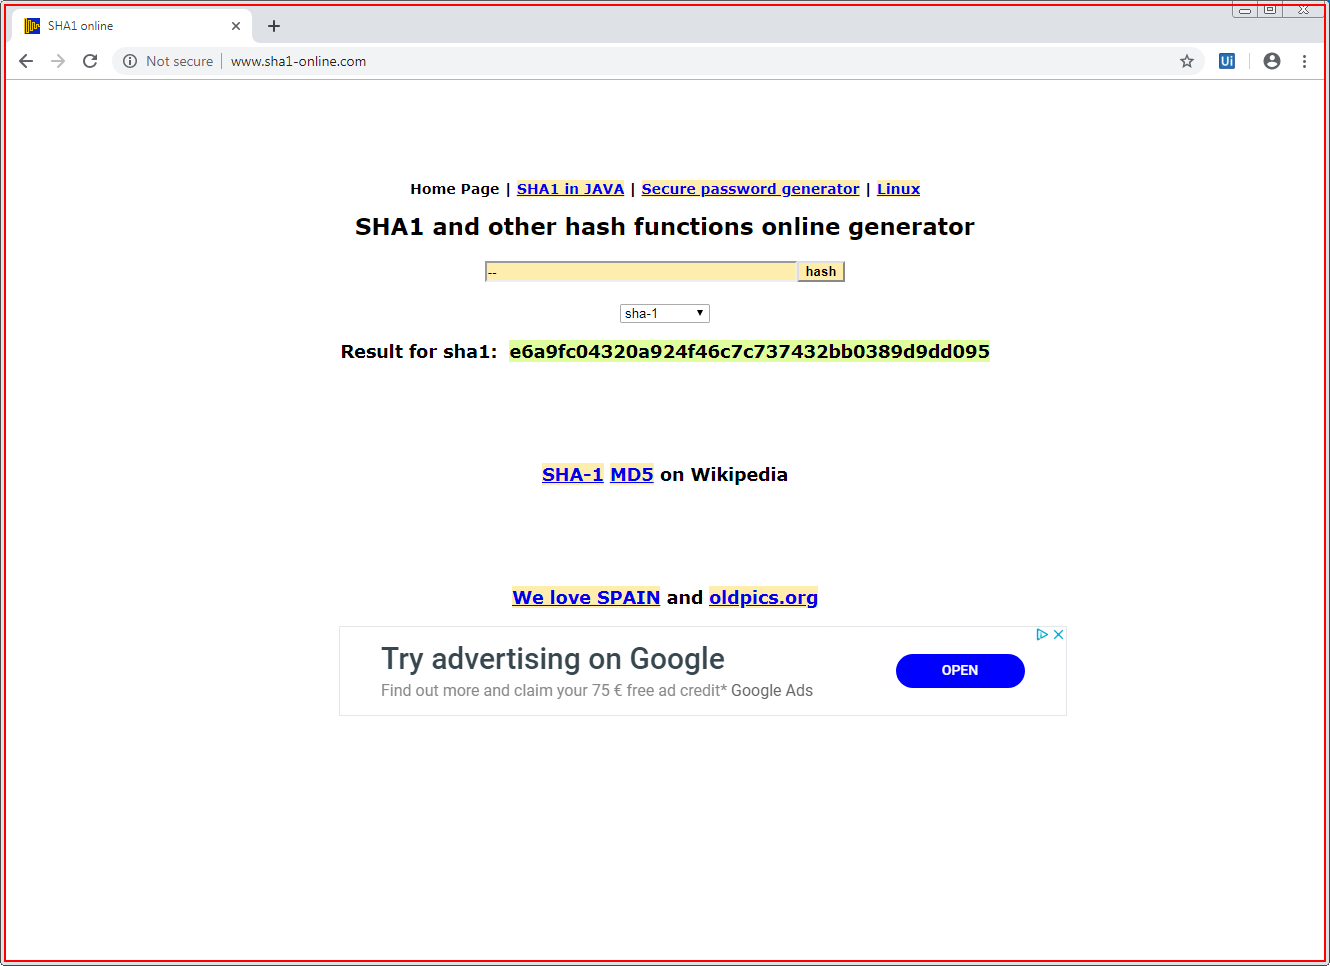 SHA1 online
Not secure | www.sha1-online.com
Ui
Home Page | SHA1 in JAVA | Secure password generator | Linux
SHA1 and other hash functions online generator
-- hash
sha-1
Result for sha1: e6a9fc04320a924f46c7c737432bb0389d9dd095
SHA-1 MD5 on Wikipedia
We love SPAIN and oldpics.org
Try advertising on Google
Find out more and claim your 75 € free ad credit* Google Ads
OPEN